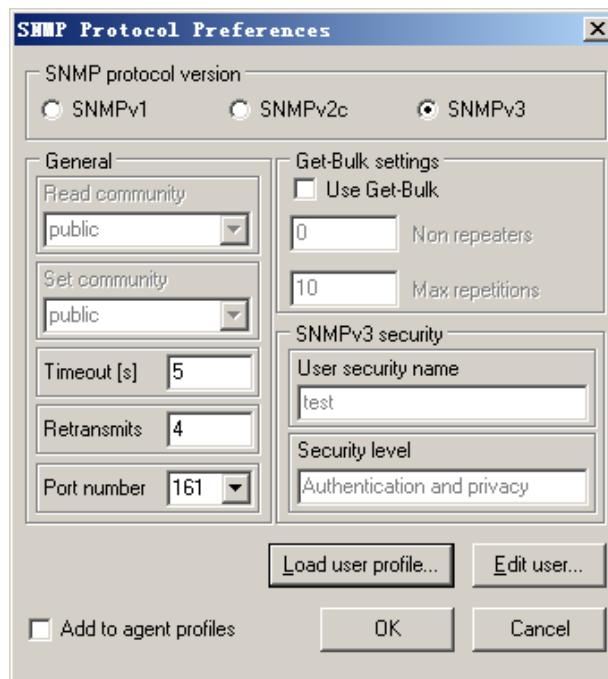 SNMP Protocol Preferences
SNMP protocol version
SNMPv1
SNMPv2c
SNMPv3
General
Read community
public
Set community
public
Timeout [s] 5
Retransmits 4
Port number 161
Get-Bulk settings
Use Get-Bulk
0 Non repeaters
10 Max repetitions
SNMPv3 security
User security name
test
Security level
Authentication and privacy
Load user profile...
Edit user...
Add to agent profiles
OK
Cancel